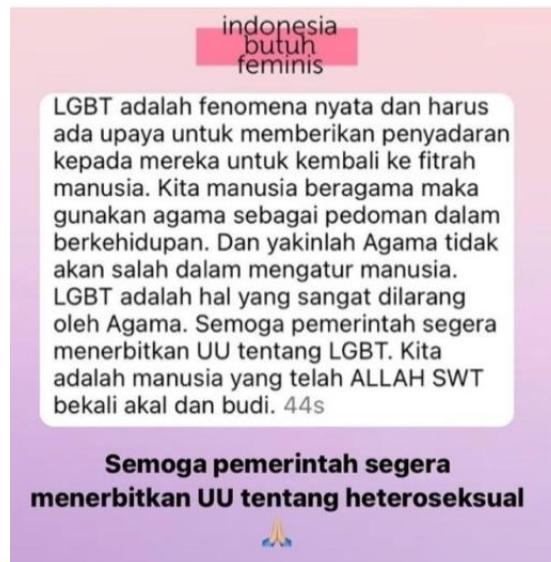 indonesia
butuh
feminis
LGBT adalah fenomena nyata dan harus
ada upaya untuk memberikan penyadaran
kepada mereka untuk kembali ke fitrah
manusia. Kita manusia beragama maka
gunakan agama sebagai pedoman dalam
berkehidupan. Dan yakinlah Agama tidak
akan salah dalam mengatur manusia.
LGBT adalah hal yang sangat dilarang
oleh Agama. Semoga pemerintah segera
menerbitkan UU tentang LGBT. Kita
adalah manusia yang telah ALLAH SWT
bekali akal dan budi. 44s
Semoga pemerintah segera
menerbitkan UU tentang heteroseksual
🙏🏼